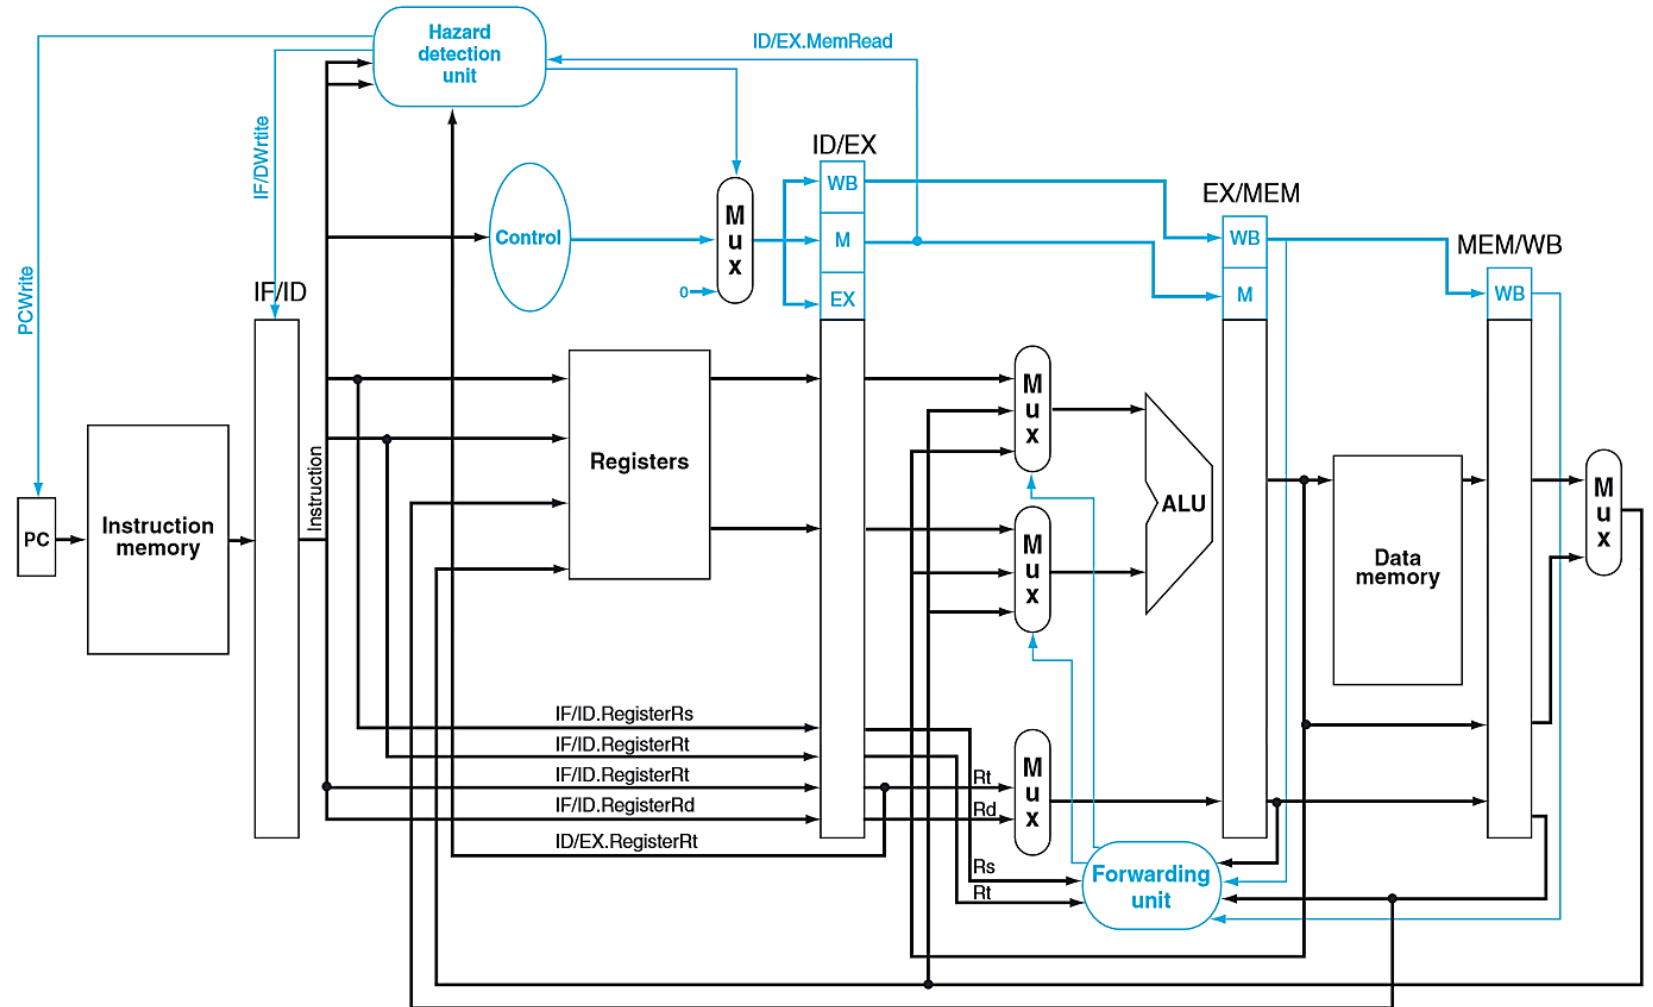 Hazard
detection
unit
ID/EX.MemRead
IF/DWrtite
PCWrite
ID/EX
WB
M
EX
Control
M
u
x
0
EX/MEM
WB
M
MEM/WB
WB
IF/ID
Instruction
PC
Instruction
memory
Registers
M
u
x
M
u
x
ALU
Data
memory
M
u
x
IF/ID.RegisterRs
IF/ID.RegisterRt
IF/ID.RegisterRt
IF/ID.RegisterRd
ID/EX.RegisterRt
Rt
Rd
M
u
x
Rs
Rt
Forwarding
unit